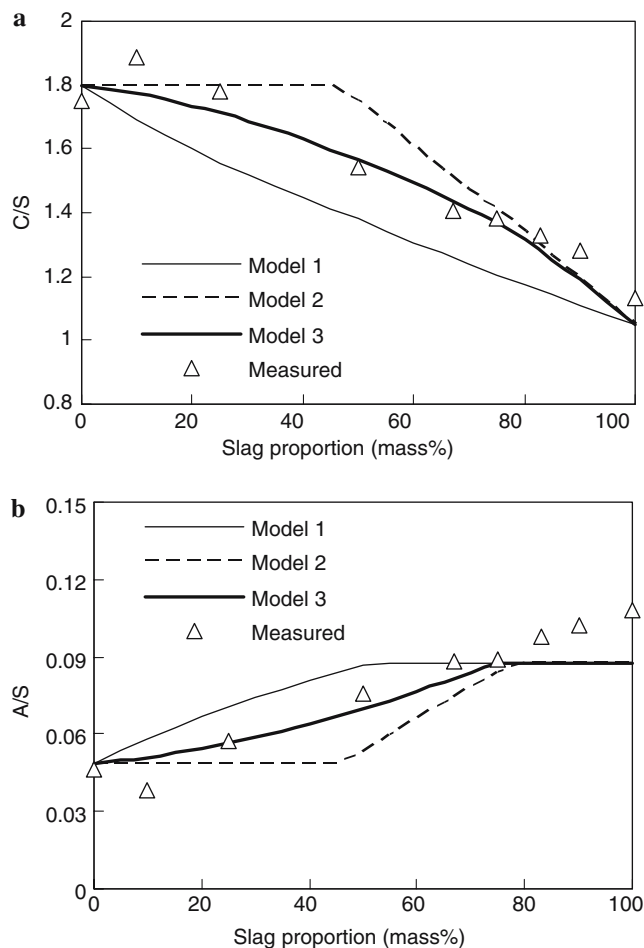 a
2
1.8
1.6
1.4
1.2
1
0.8
C/S
Model 1
Model 2
Model 3
Measured
0 20 40 60 80 100
Slag proportion (mass%)
b
0.15
0.12
0.09
0.06
0.03
0
A/S
Model 1
Model 2
Model 3
Measured
0 20 40 60 80 100
Slag proportion (mass%)